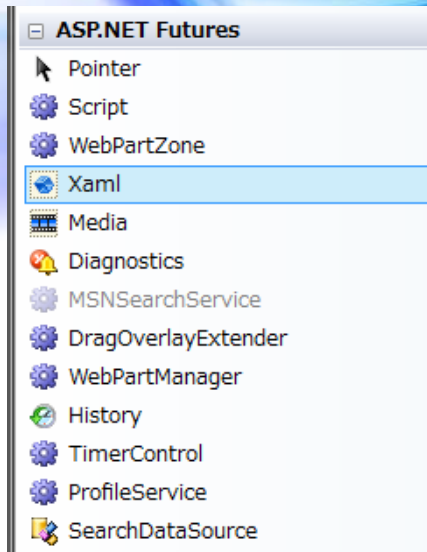 ASP.NET Futures
Pointer
Script
WebPartZone
Xaml
Media
Diagnostics
MSNSearchService
DragOverlayExtender
WebPartManager
History
TimerControl
ProfileService
SearchDataSource